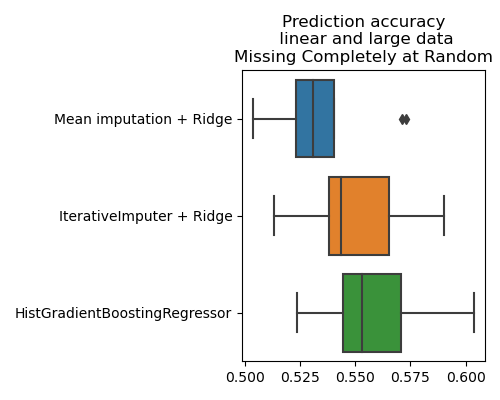 Prediction accuracy
linear and large data
Missing Completely at Random
Mean imputation + Ridge
IterativeImputer + Ridge
HistGradientBoostingRegressor
0.500 0.525 0.550 0.575 0.600